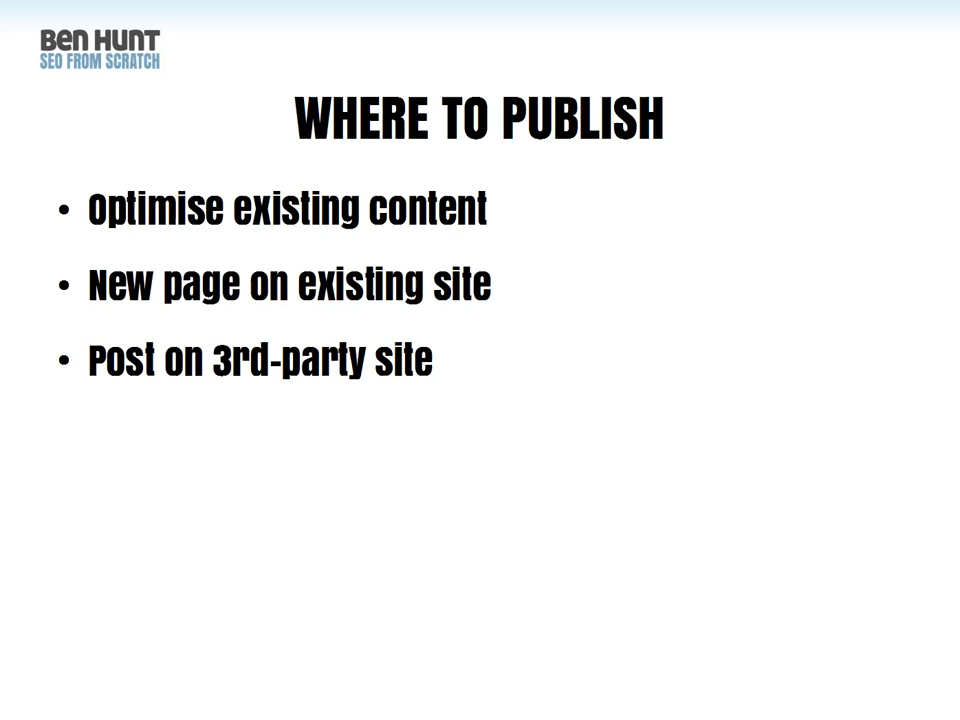 Ben Hunt
SEO FROM SCRATCH
WHERE TO PUBLISH
• Optimise existing content
• New page on existing site
• Post on 3rd-party site